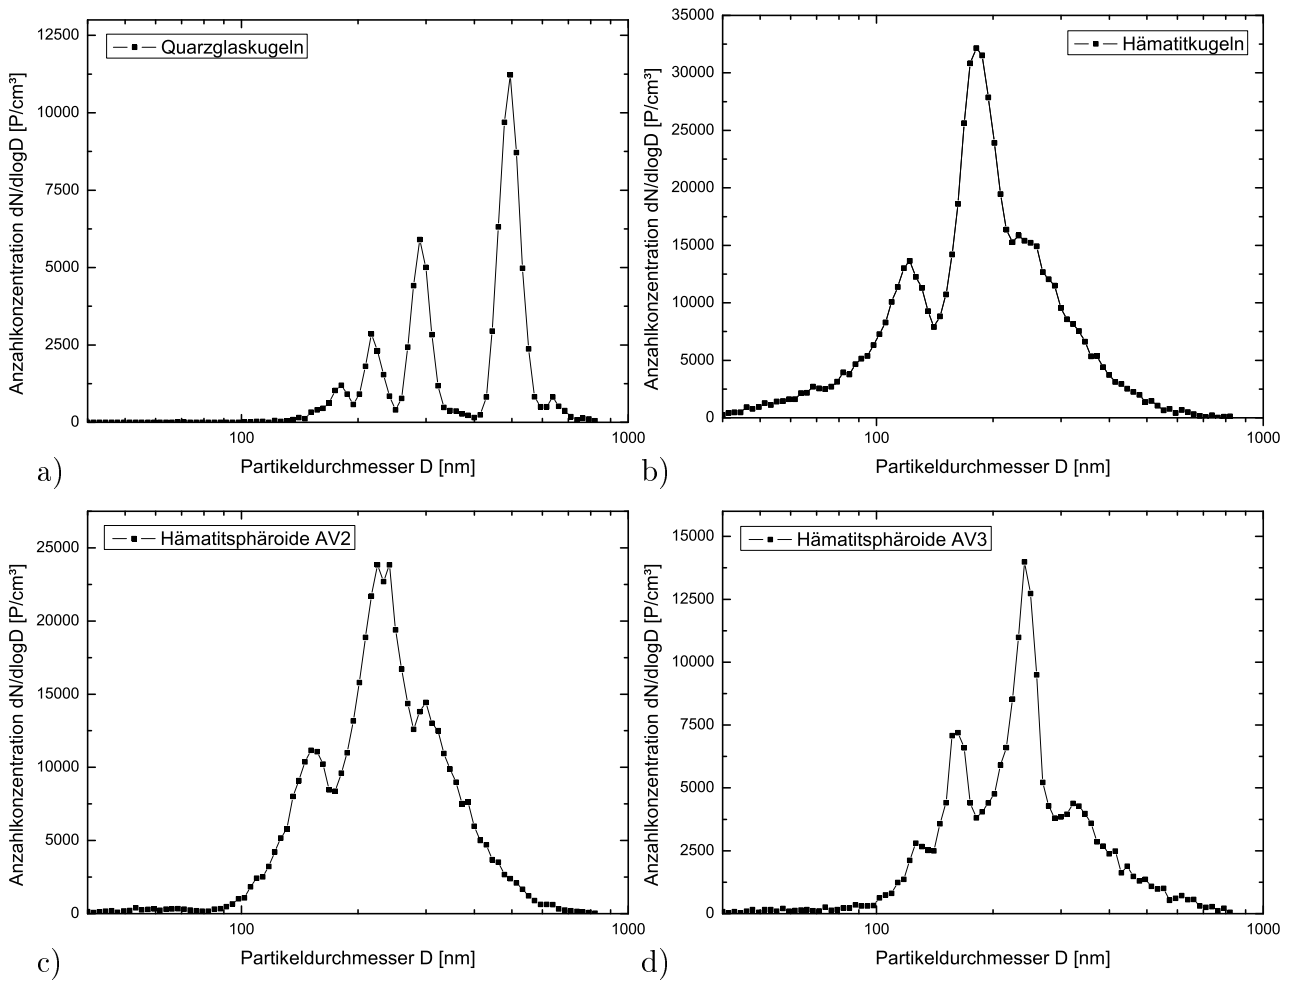 Quarzglaskugeln
Anzahlkonzentration dN/dlogD [P/cm³]
12500
10000
7500
5000
2500
0
100
1000
Partikeldurchmesser D [nm]
a)
Hämatitkugeln
Anzahlkonzentration dN/dlogD [P/cm³]
35000
30000
25000
20000
15000
10000
5000
0
100
1000
Partikeldurchmesser D [nm]
b)
Hämatitsphäroide AV2
Anzahlkonzentration dN/dlogD [P/cm³]
25000
20000
15000
10000
5000
0
100
1000
Partikeldurchmesser D [nm]
c)
Hämatitsphäroide AV3
Anzahlkonzentration dN/dlogD [P/cm³]
15000
12500
10000
7500
5000
2500
0
100
1000
Partikeldurchmesser D [nm]
d)